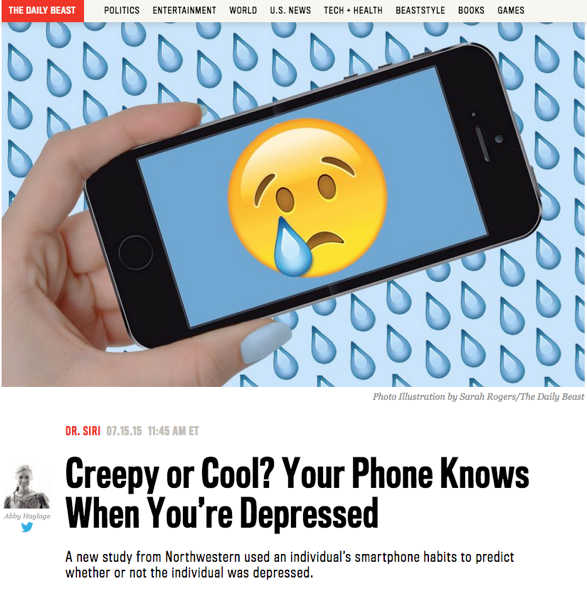 THE DAILY BEAST POLITICS ENTERTAINMENT WORLD U.S. NEWS TECH + HEALTH BEASTSTYLE BOOKS GAMES
Photo Illustration by Sarah Rogers/The Daily Beast
DR. SIRI 07.15.15 11:45 AM ET
Creepy or Cool? Your Phone Knows
When You're Depressed
Abby Haglage
A new study from Northwestern used an individual's smartphone habits to predict
whether or not the individual was depressed.